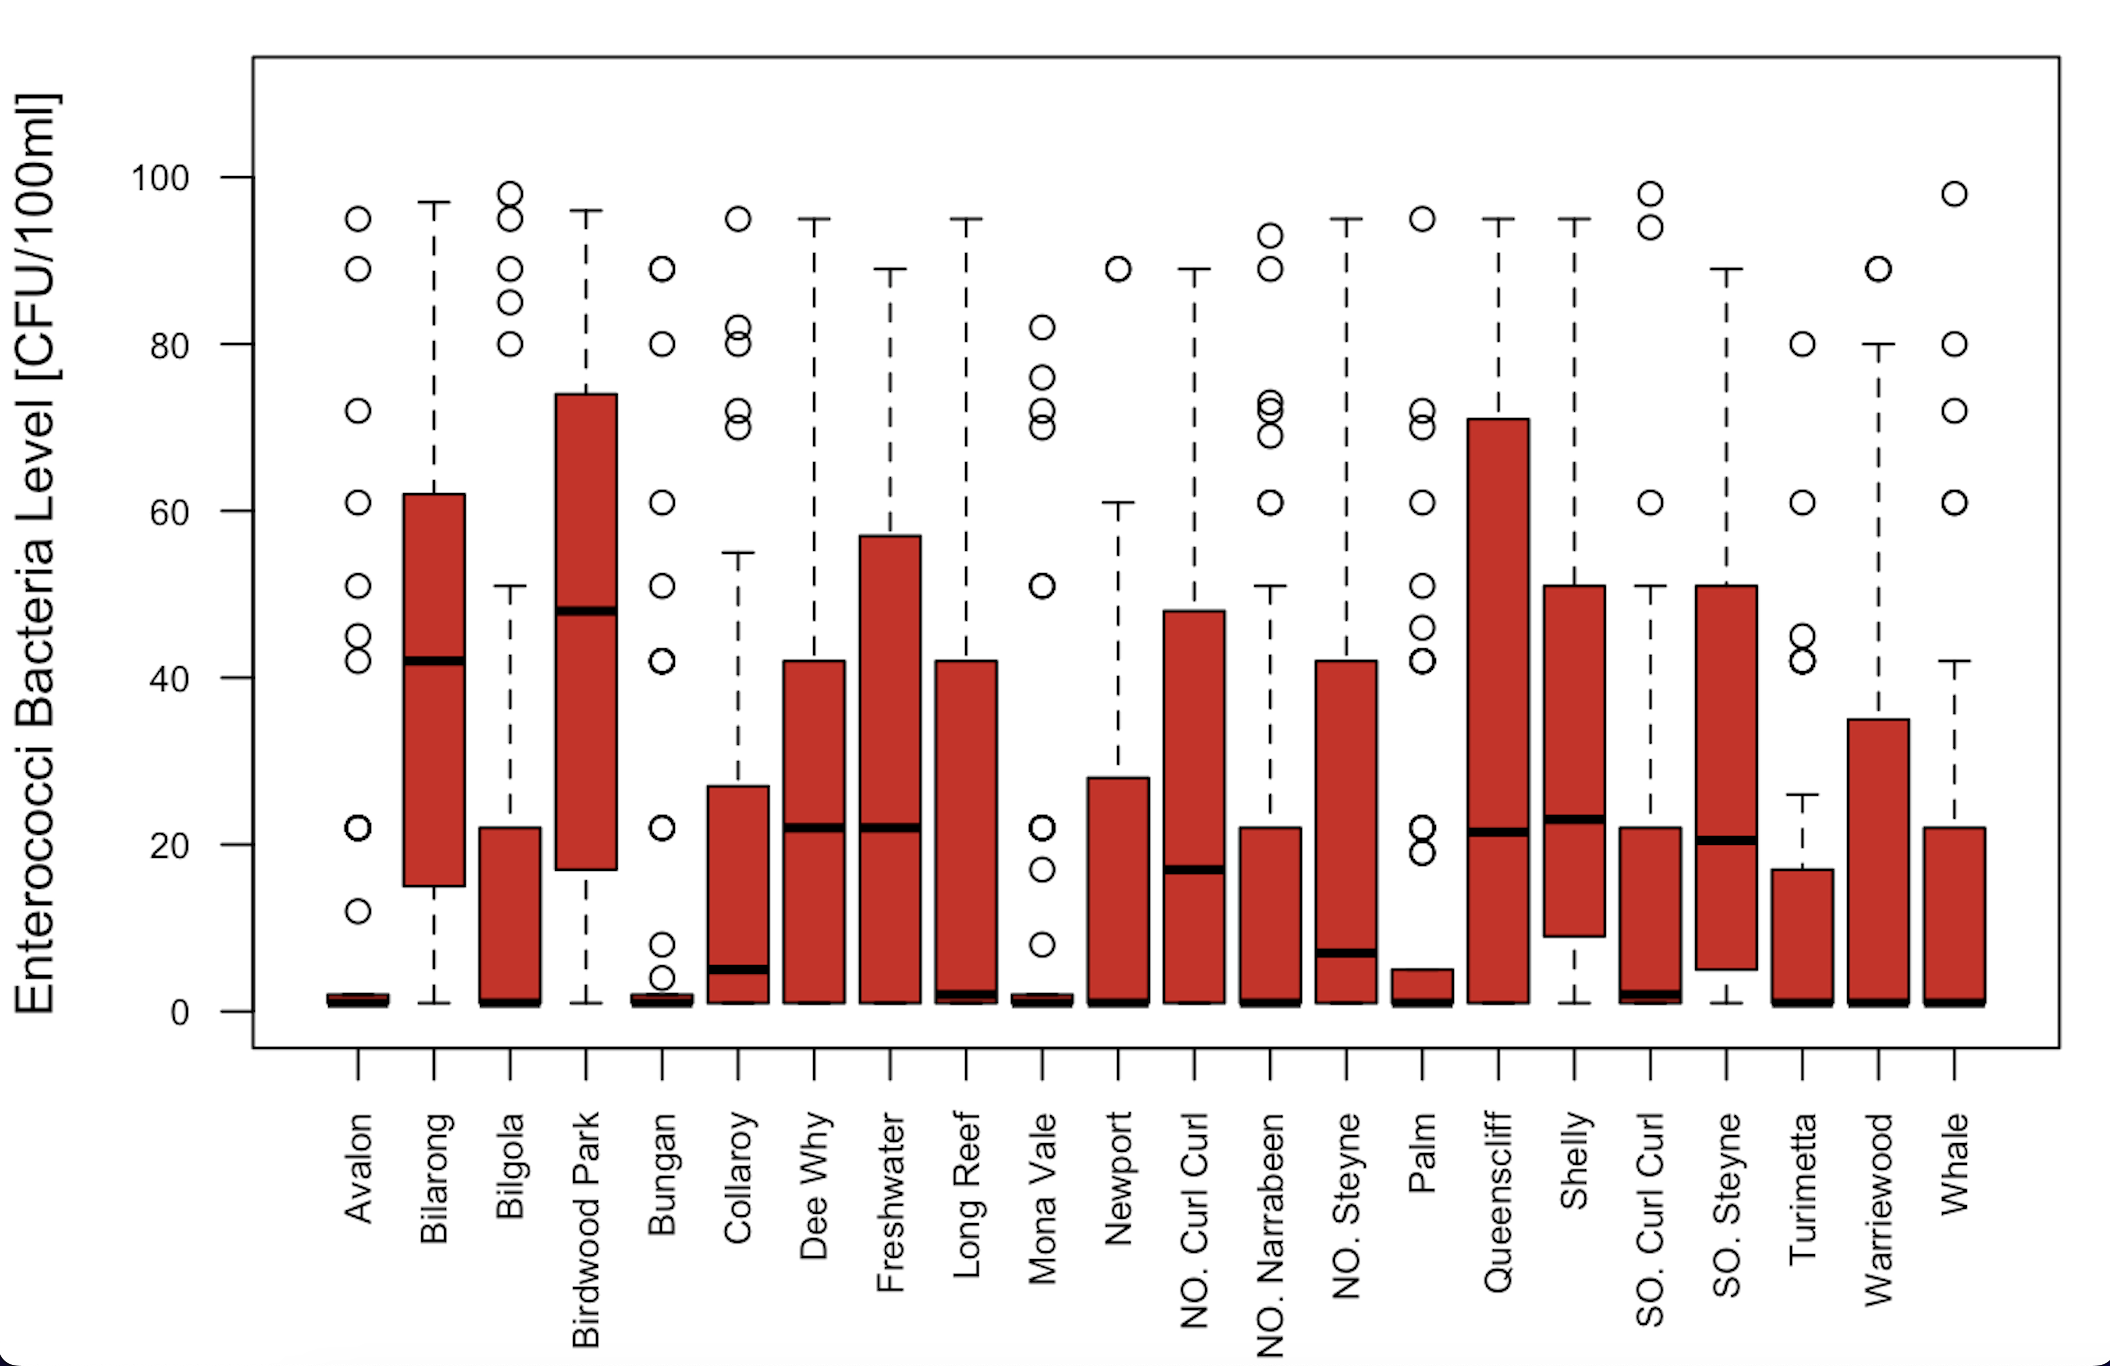 Enterococci Bacteria Level [CFU/100ml]
100
80
60
40
20
0
Avalon
Bilarong
Bilgola
Birdwood Park
Bungan
Collaroy
Dee Why
Freshwater
Long Reef
Mona Vale
Newport
NO. Curl Curl
NO. Narrabeen
NO. Steyne
Palm
Queenscliff
Shelly
SO. Curl Curl
SO. Steyne
Turimetta
Warriewood
Whale